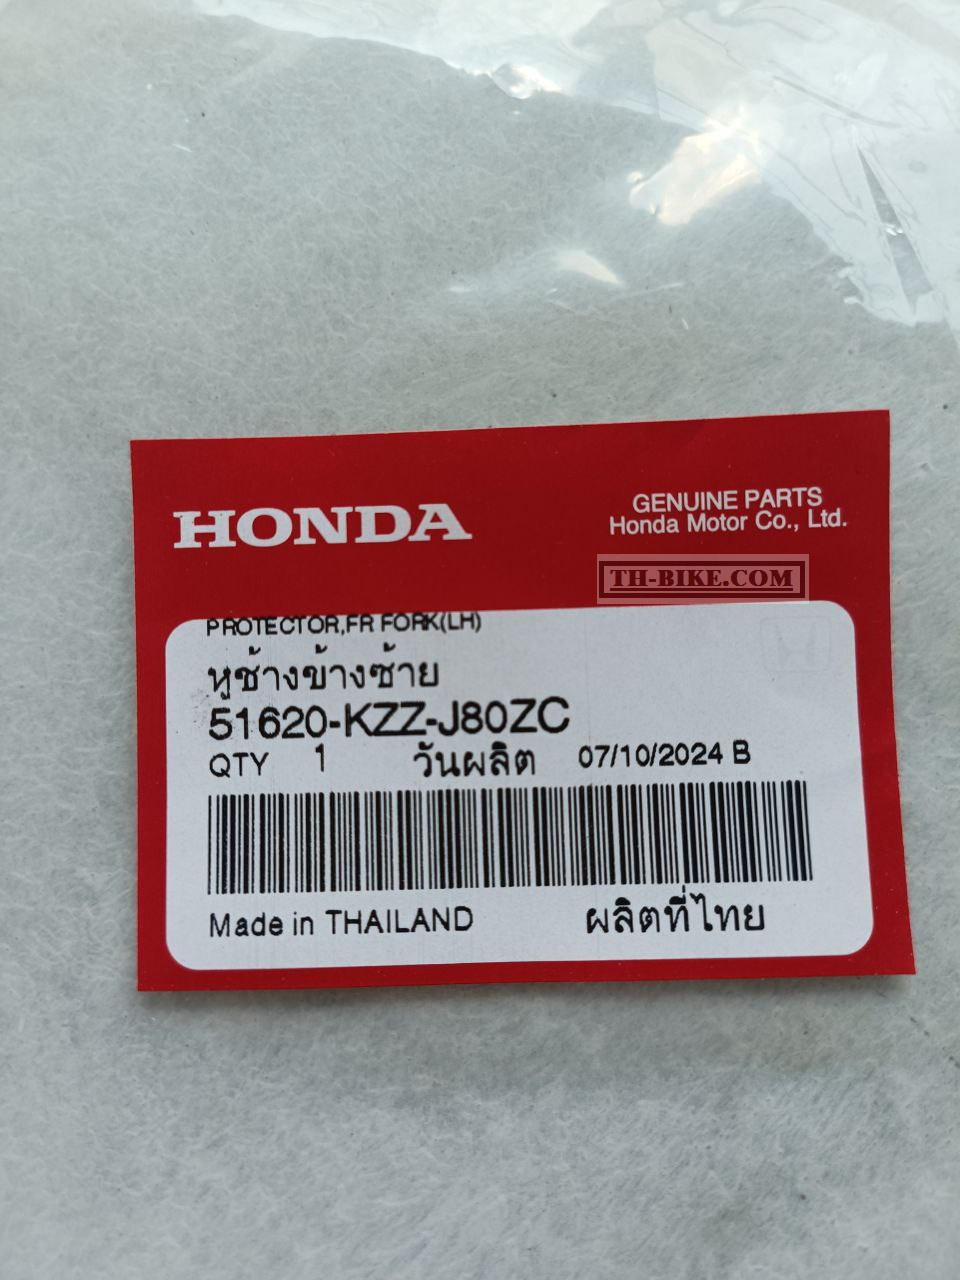 HONDA
GENUINE PARTS
Honda Motor Co., Ltd.
TH-BIKE.COM
PROTECTOR,FR FORK(LH)
หูช้างข้างซ้าย
51620-KZZ-J80ZC
QTY 1 วันผลิต 07/10/2024 B
Made in THAILAND ผลิตที่ไทย